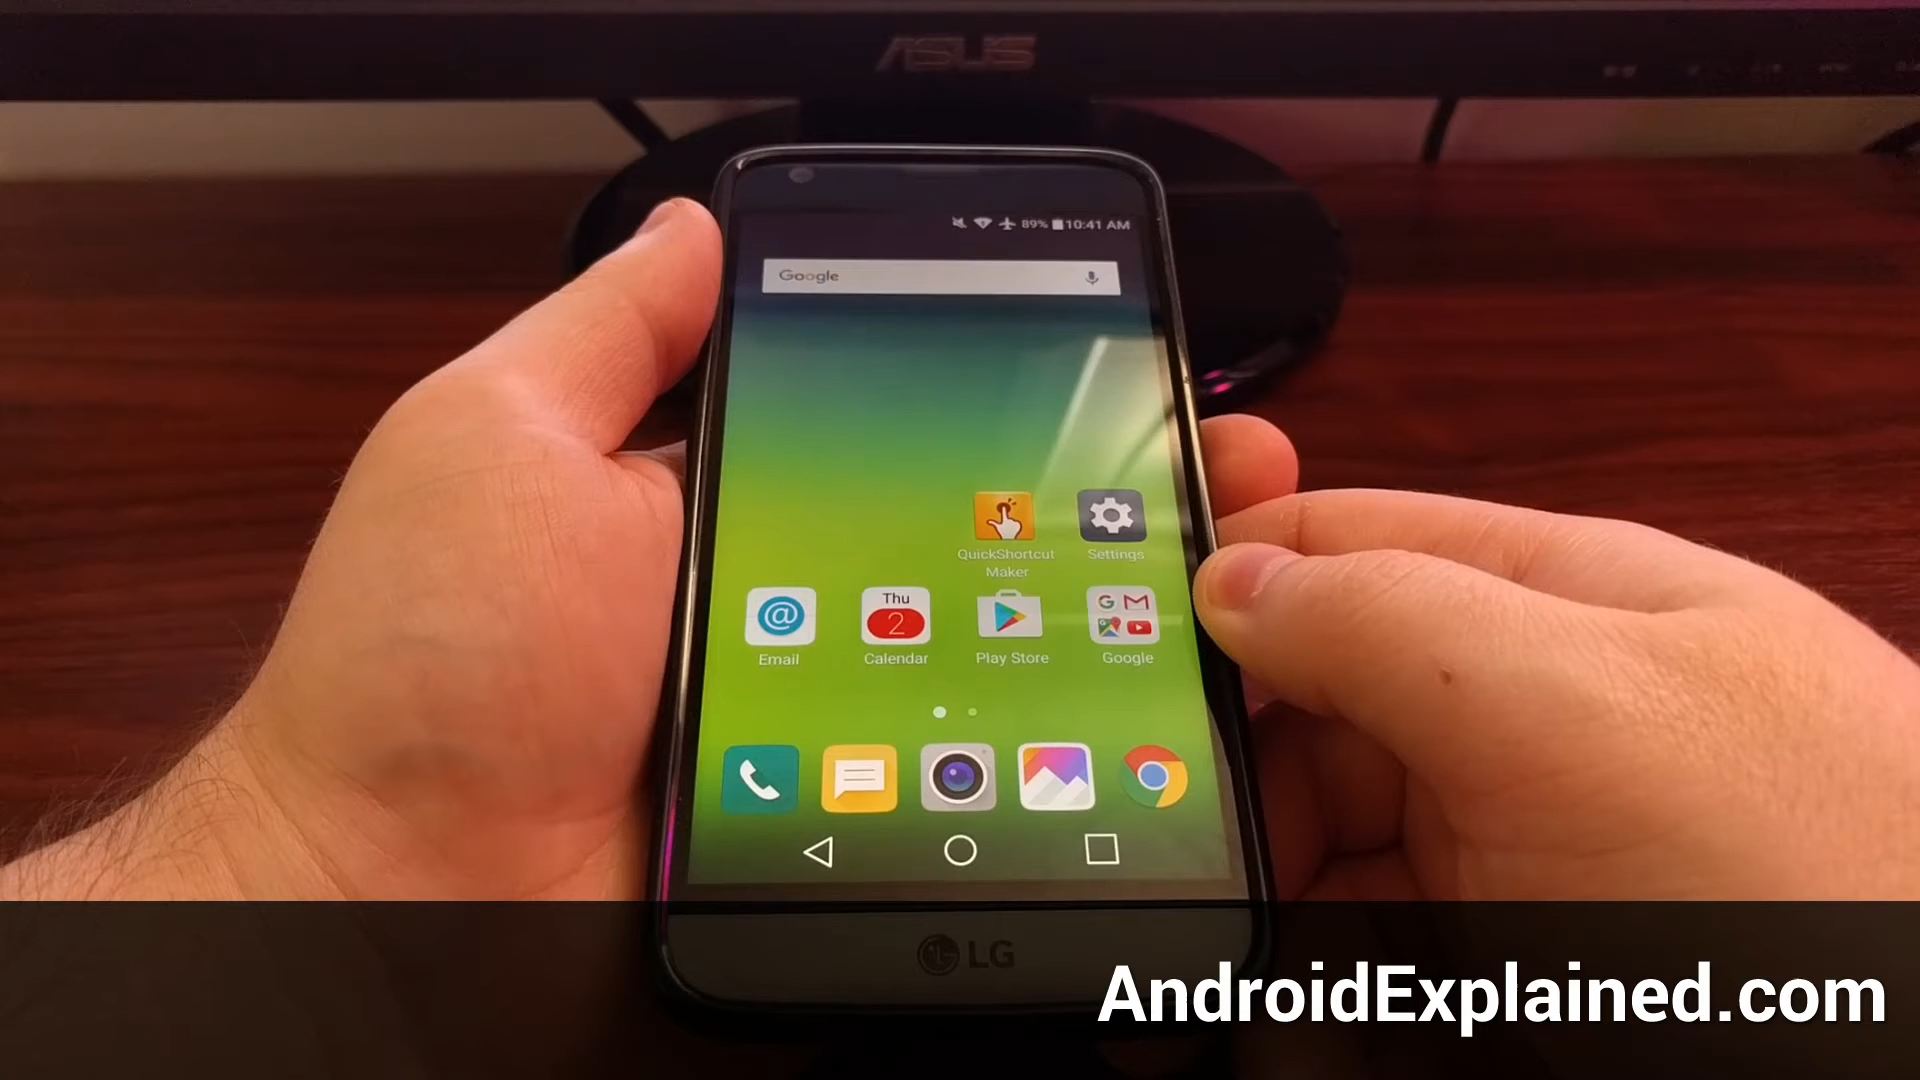 ASUS
89% 10:41 AM
Google
QuickShortcut
Maker
Settings
Thu
2
Email
Calendar
Play Store
Google
LG
AndroidExplained.com